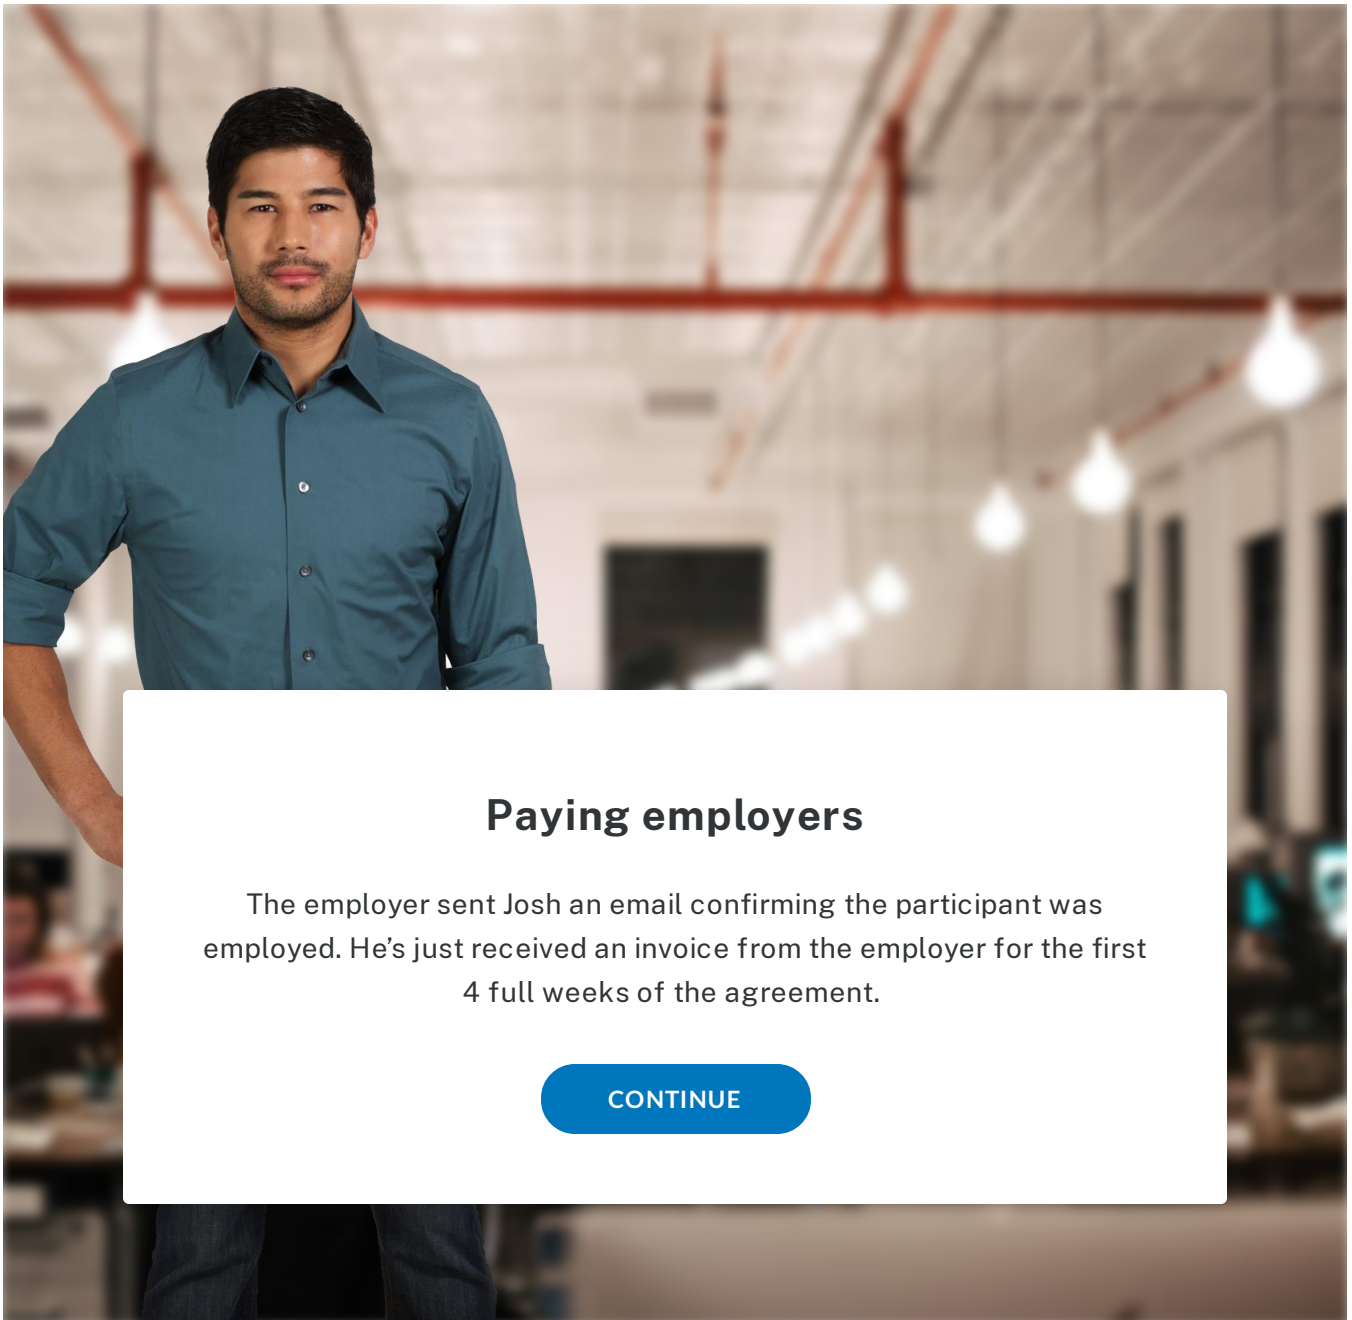 Paying employers
The employer sent Josh an email confirming the participant was
employed. He’s just received an invoice from the employer for the first
4 full weeks of the agreement.
CONTINUE